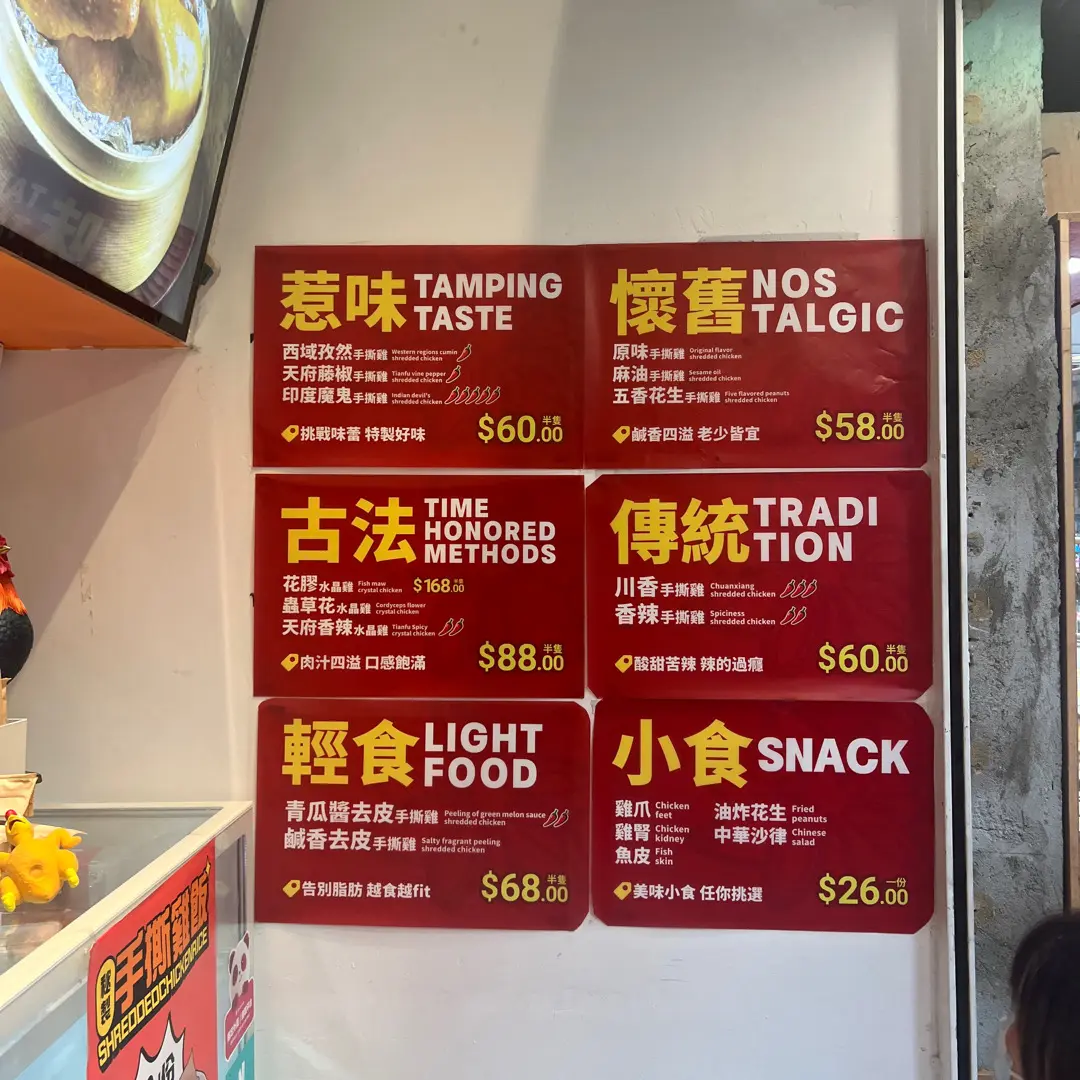 惹味 TAMPING TASTE
西域孜然手撕雞 Western regions cumin shredded chicken
天府藤椒手撕雞 Tianfu vine pepper shredded chicken
印度魔鬼手撕雞 Indian devil's shredded chicken
挑戰味蕾 特製好味 $60.00 半隻
懷舊 NOS TALGIC
原味手撕雞 Original flavor shredded chicken
麻油手撕雞 Sesame oil shredded chicken
五香花生手撕雞 Five flavored peanuts shredded chicken
鹹香四溢 老少皆宜 $58.00 半隻
古法 TIME HONORED METHODS
花膠水晶雞 Fish maw crystal chicken $168.00 半隻
蟲草花水晶雞 Cordyceps flower crystal chicken
天府香辣水晶雞 Tianfu Spicy crystal chicken
肉汁四溢 口感飽滿 $88.00 半隻
傳統 TRADI TION
川香手撕雞 Chuanxiang shredded chicken
香辣手撕雞 Spiciness shredded chicken
酸甜苦辣 辣的過癮 $60.00 半隻
輕食 LIGHT FOOD
青瓜醬去皮手撕雞 Peeling of green melon sauce shredded chicken
鹹香去皮手撕雞 Salty fragrant peeling shredded chicken
告別脂肪 越食越fit $68.00 半隻
小食 SNACK
雞爪 Chicken feet 油炸花生 Fried peanuts
雞腎 Chicken kidney 中華沙律 Chinese salad
魚皮 Fish skin
美味小食 任你挑選 $26.00 一份
手撕雞飯
SHREDDEDCHICKENRICE